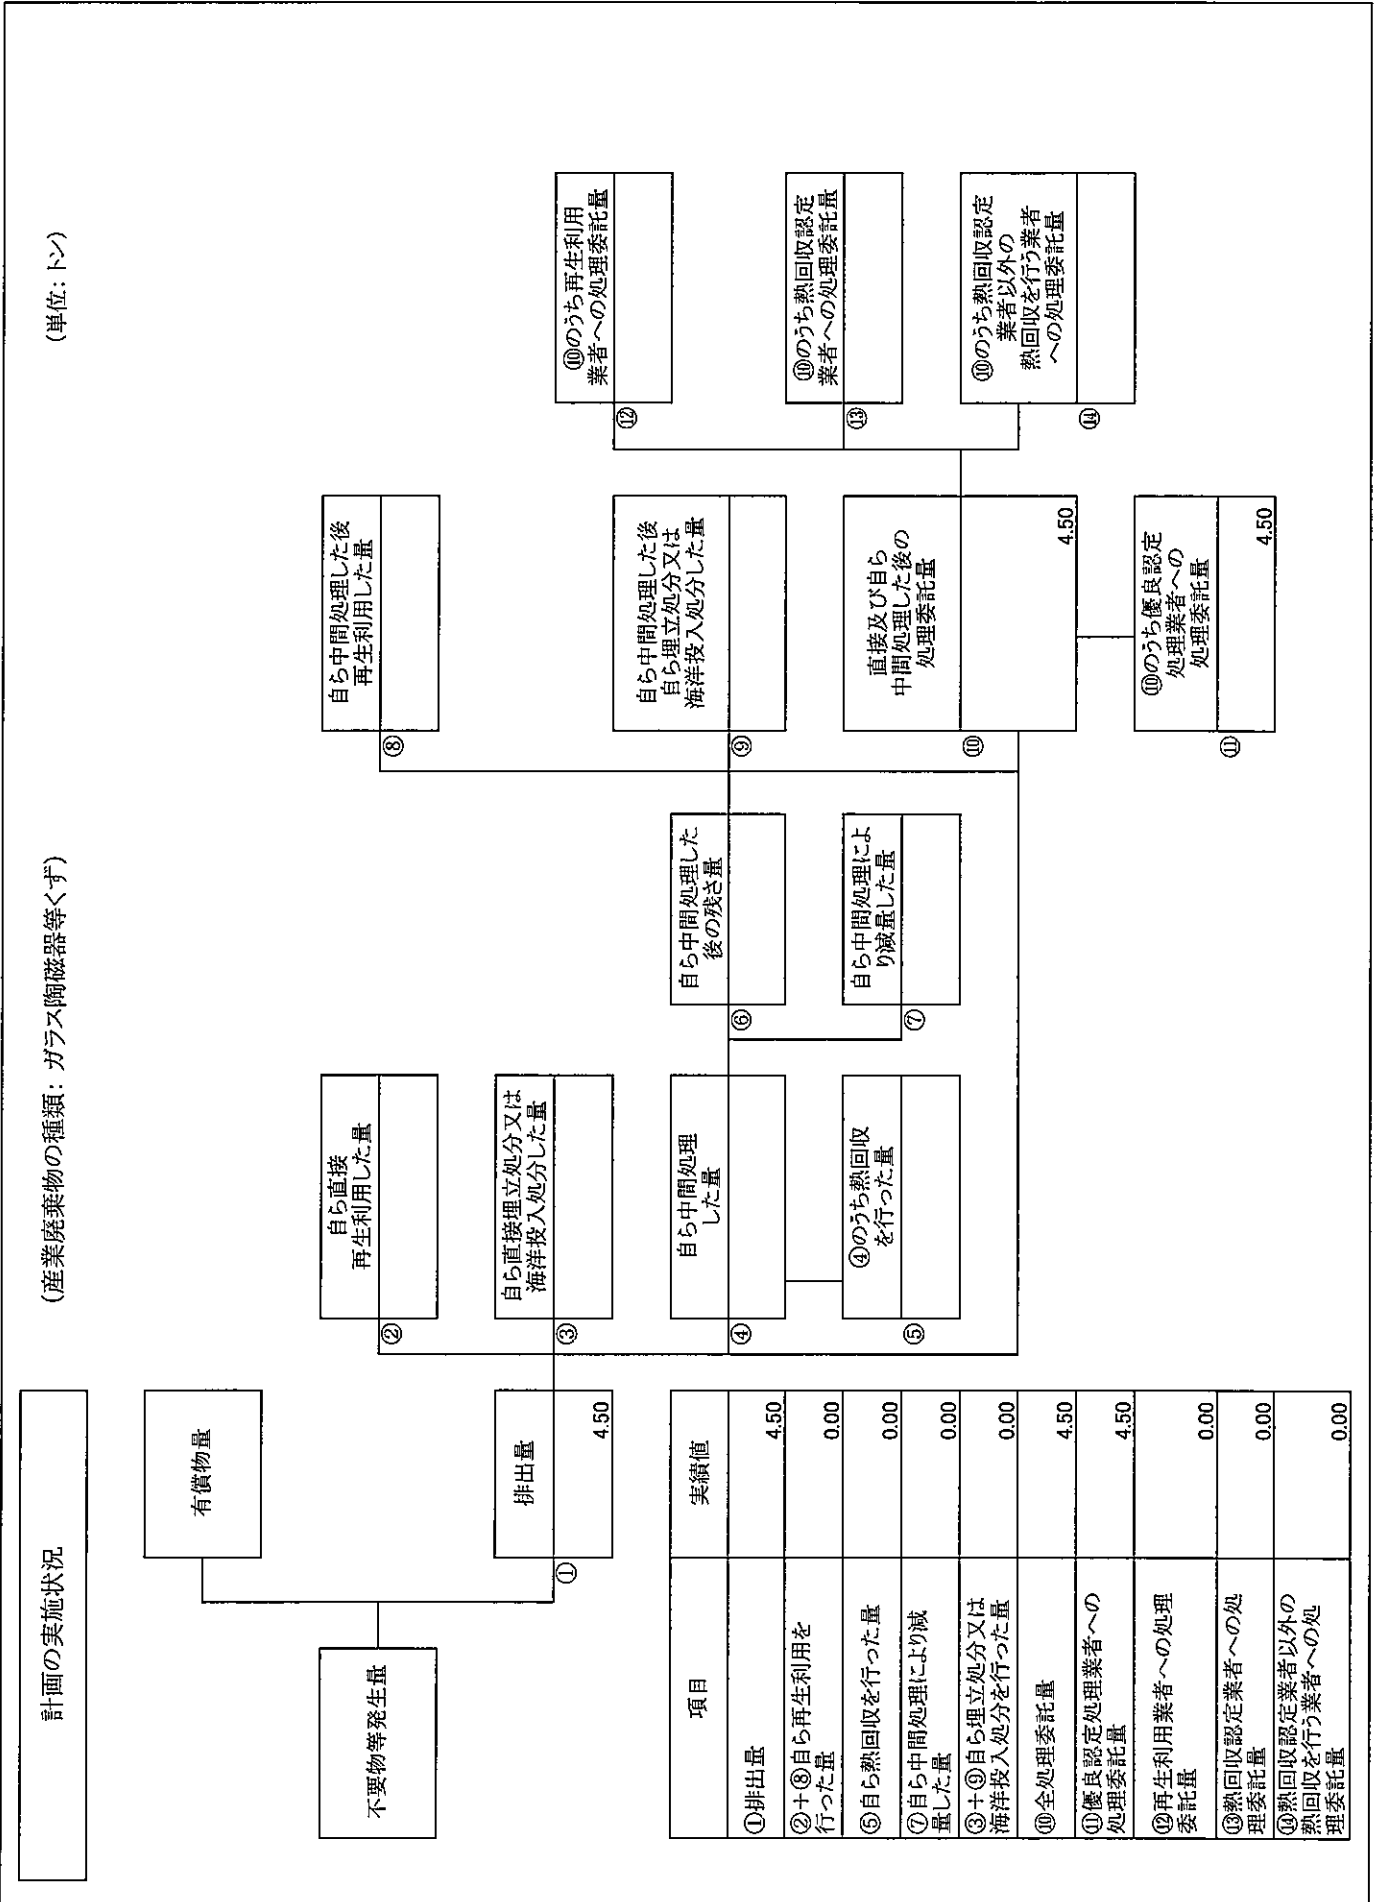 計画の実施状況
(産業廃棄物の種類：ガラス陶磁器等くず)
(単位：トン)
有償物量
不要物等発生量
①
排出量
4.50
②
自ら直接
再生利用した量
③
自ら直接埋立処分又は
海洋投入処分した量
④
自ら中間処理
した量
⑤
④のうち熱回収
を行った量
⑥
自ら中間処理した
後の残さ量
⑦
自ら中間処理によ
り減量した量
⑧
自ら中間処理した後
再生利用した量
⑨
自ら中間処理した後
自ら埋立処分又は
海洋投入処分した量
⑩
直接及び自ら
中間処理した後の
処理委託量
4.50
⑪
⑩のうち優良認定
処理業者への
処理委託量
4.50
⑫
⑩のうち再生利用
業者への処理委託量
⑬
⑩のうち熱回収認定
業者への処理委託量
⑭
⑩のうち熱回収認定
業者以外の
熱回収を行う業者
への処理委託量
項目 実績値
①排出量 4.50
②＋⑧自ら再生利用を
行った量 0.00
⑤自ら熱回収を行った量 0.00
⑦自ら中間処理により減
量した量 0.00
③＋⑨自ら埋立処分又は
海洋投入処分を行った量 0.00
⑩全処理委託量 4.50
⑪優良認定処理業者への
処理委託量 4.50
⑫再生利用業者への処理
委託量 0.00
⑬熱回収認定業者への処
理委託量 0.00
⑭熱回収認定業者以外の
熱回収を行う業者への処
理委託量 0.00